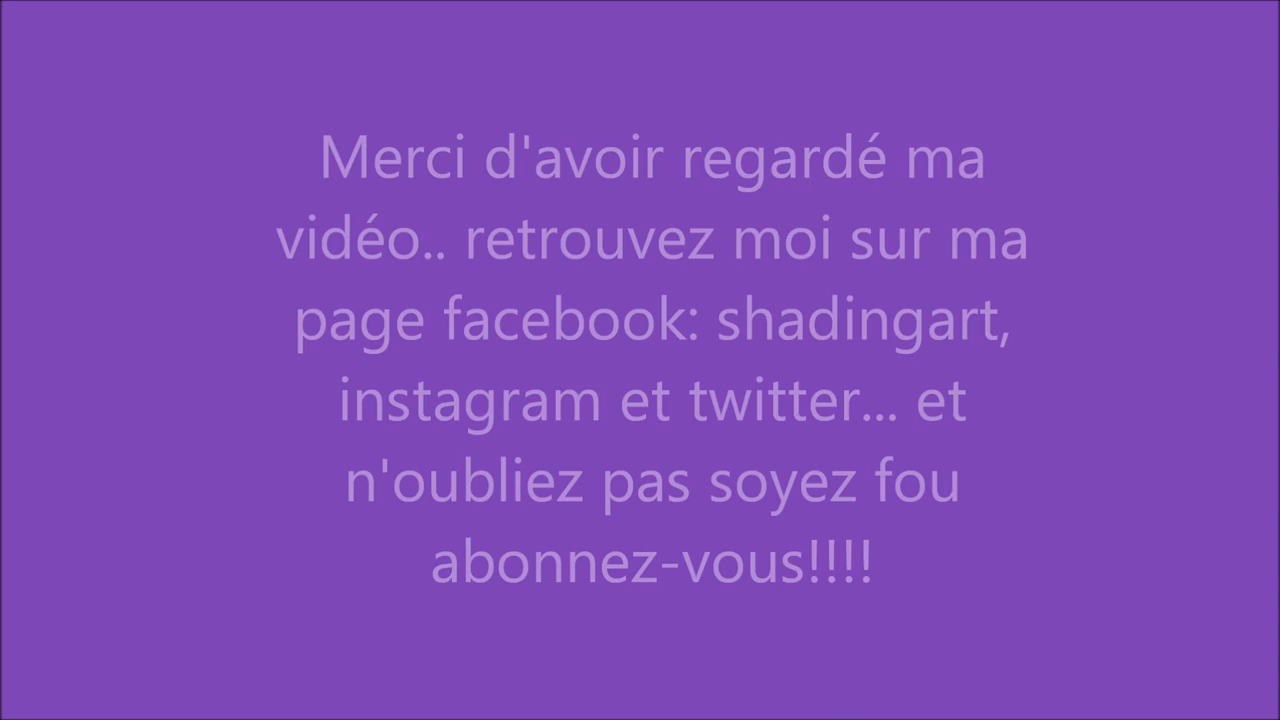 Merci d'avoir regardé ma
vidéo.. retrouvez moi sur ma
page facebook: shadingart,
instagram et twitter... et
n'oubliez pas soyez fou
abonnez-vous!!!!